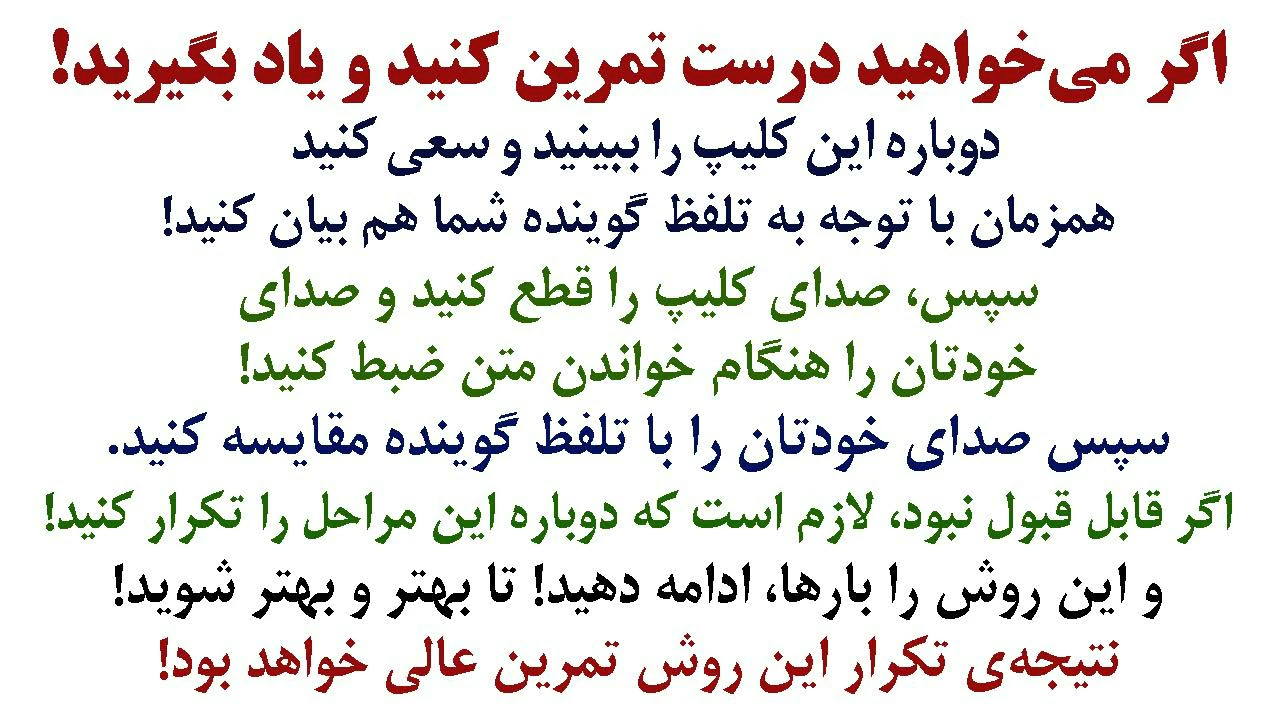 اگر می‌خواهید درست تمرین کنید و یاد بگیرید!
دوباره این کلیپ را ببینید و سعی کنید
همزمان با توجه به تلفظ گوینده شما هم بیان کنید!
سپس، صدای کلیپ را قطع کنید و صدای
خودتان را هنگام خواندن متن ضبط کنید!
سپس صدای خودتان را با تلفظ گوینده مقایسه کنید.
اگر قابل قبول نبود، لازم است که دوباره این مراحل را تکرار کنید!
و این روش را بارها، ادامه دهید! تا بهتر و بهتر شوید!
نتیجه‌ی تکرار این روش تمرین عالی خواهد بود!